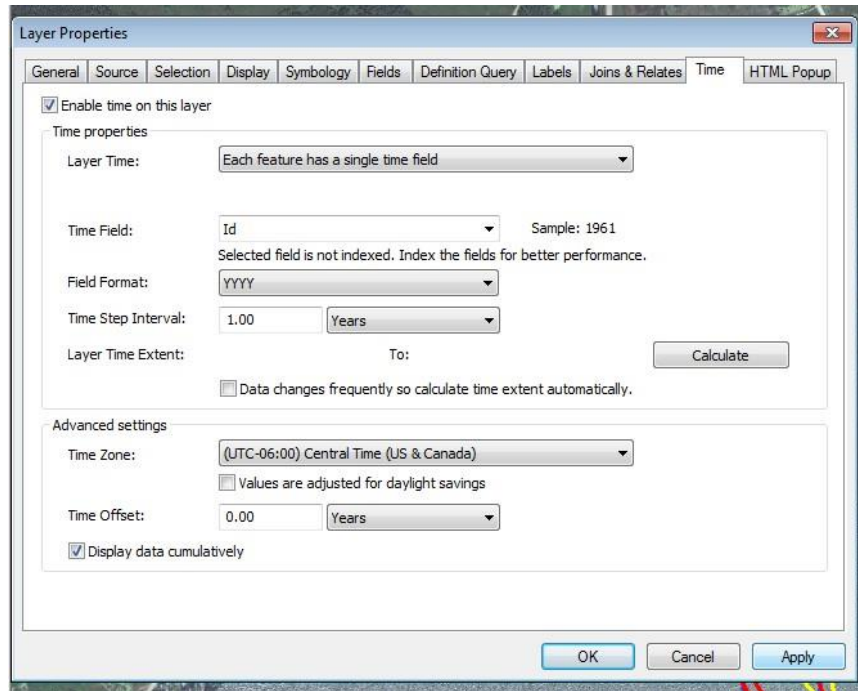 Layer Properties
General Source Selection Display Symbology Fields Definition Query Labels Joins & Relates Time HTML Popup
Enable time on this layer
Time properties
Layer Time: Each feature has a single time field
Time Field: Id Sample: 1961
Selected field is not indexed. Index the fields for better performance.
Field Format: YYYY
Time Step Interval: 1.00 Years
Layer Time Extent: To: Calculate
Data changes frequently so calculate time extent automatically.
Advanced settings
Time Zone: (UTC-06:00) Central Time (US & Canada)
Values are adjusted for daylight savings
Time Offset: 0.00 Years
Display data cumulatively
OK Cancel Apply